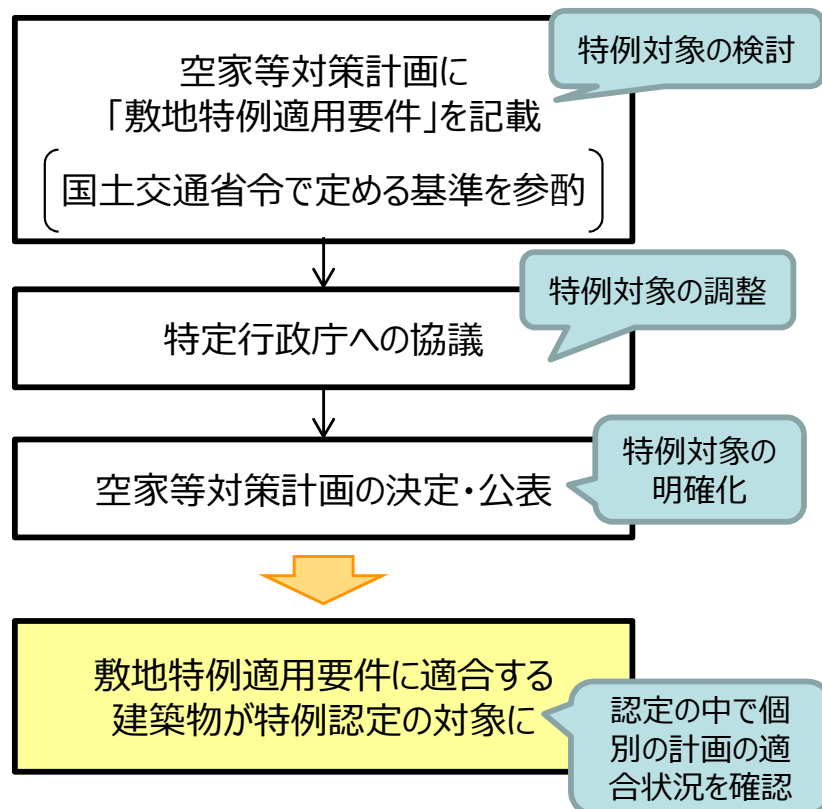 特例対象の検討
空家等対策計画に
「敷地特例適用要件」を記載
国土交通省令で定める基準を参酌
特例対象の調整
特定行政庁への協議
特例対象の
明確化
空家等対策計画の決定・公表
敷地特例適用要件に適合する
建築物が特例認定の対象に
認定の中で個
別の計画の適
合状況を確認